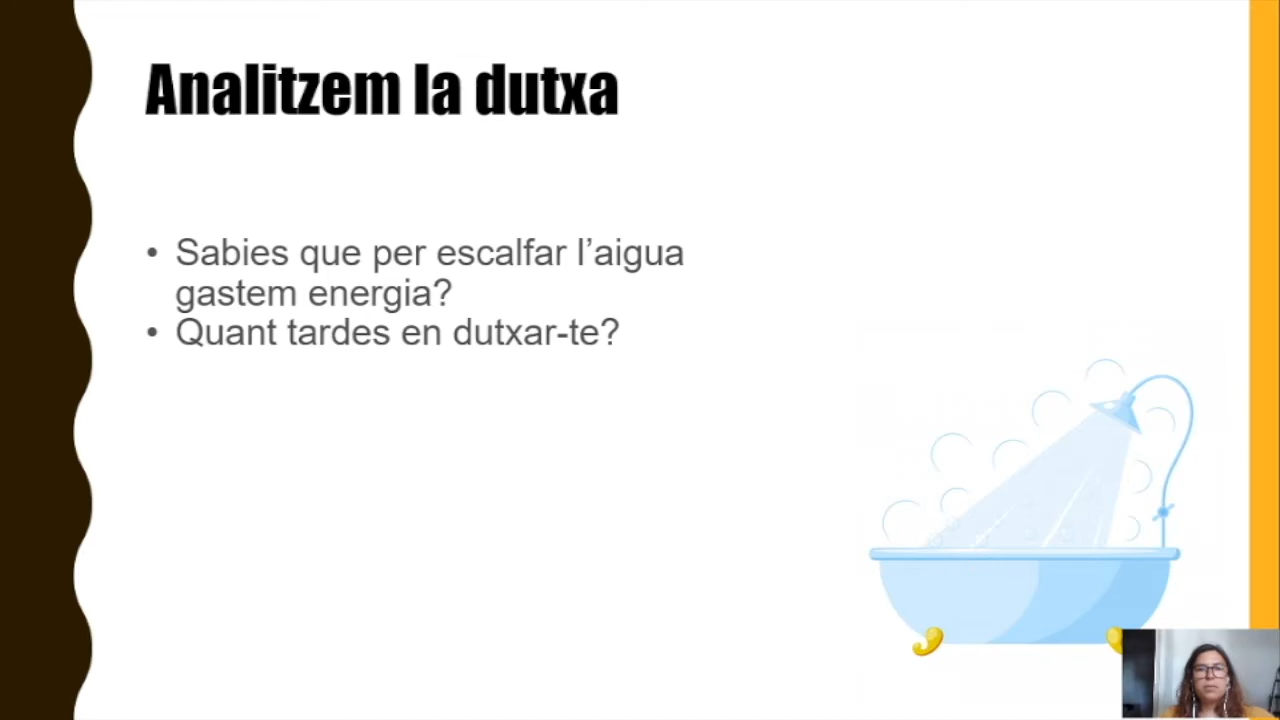 Analitzem la dutxa
• Sabies que per escalfar l’aigua
gastem energia?
• Quant tardes en dutxar-te?